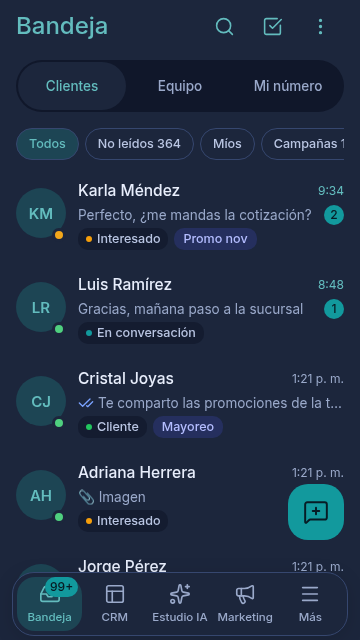 Bandeja
Clientes Equipo Mi número
Todos No leídos 364 Míos Campañas 1
KM Karla Méndez 9:34
Perfecto, ¿me mandas la cotización? 2
Interesado Promo nov
LR Luis Ramírez 8:48
Gracias, mañana paso a la sucursal 1
En conversación
CJ Cristal Joyas 1:21 p. m.
Te comparto las promociones de la t...
Cliente Mayoreo
AH Adriana Herrera 1:21 p. m.
📎 Imagen
Interesado
Jorge Pérez 1:21 p. m.
99+
Bandeja CRM Estudio IA Marketing Más